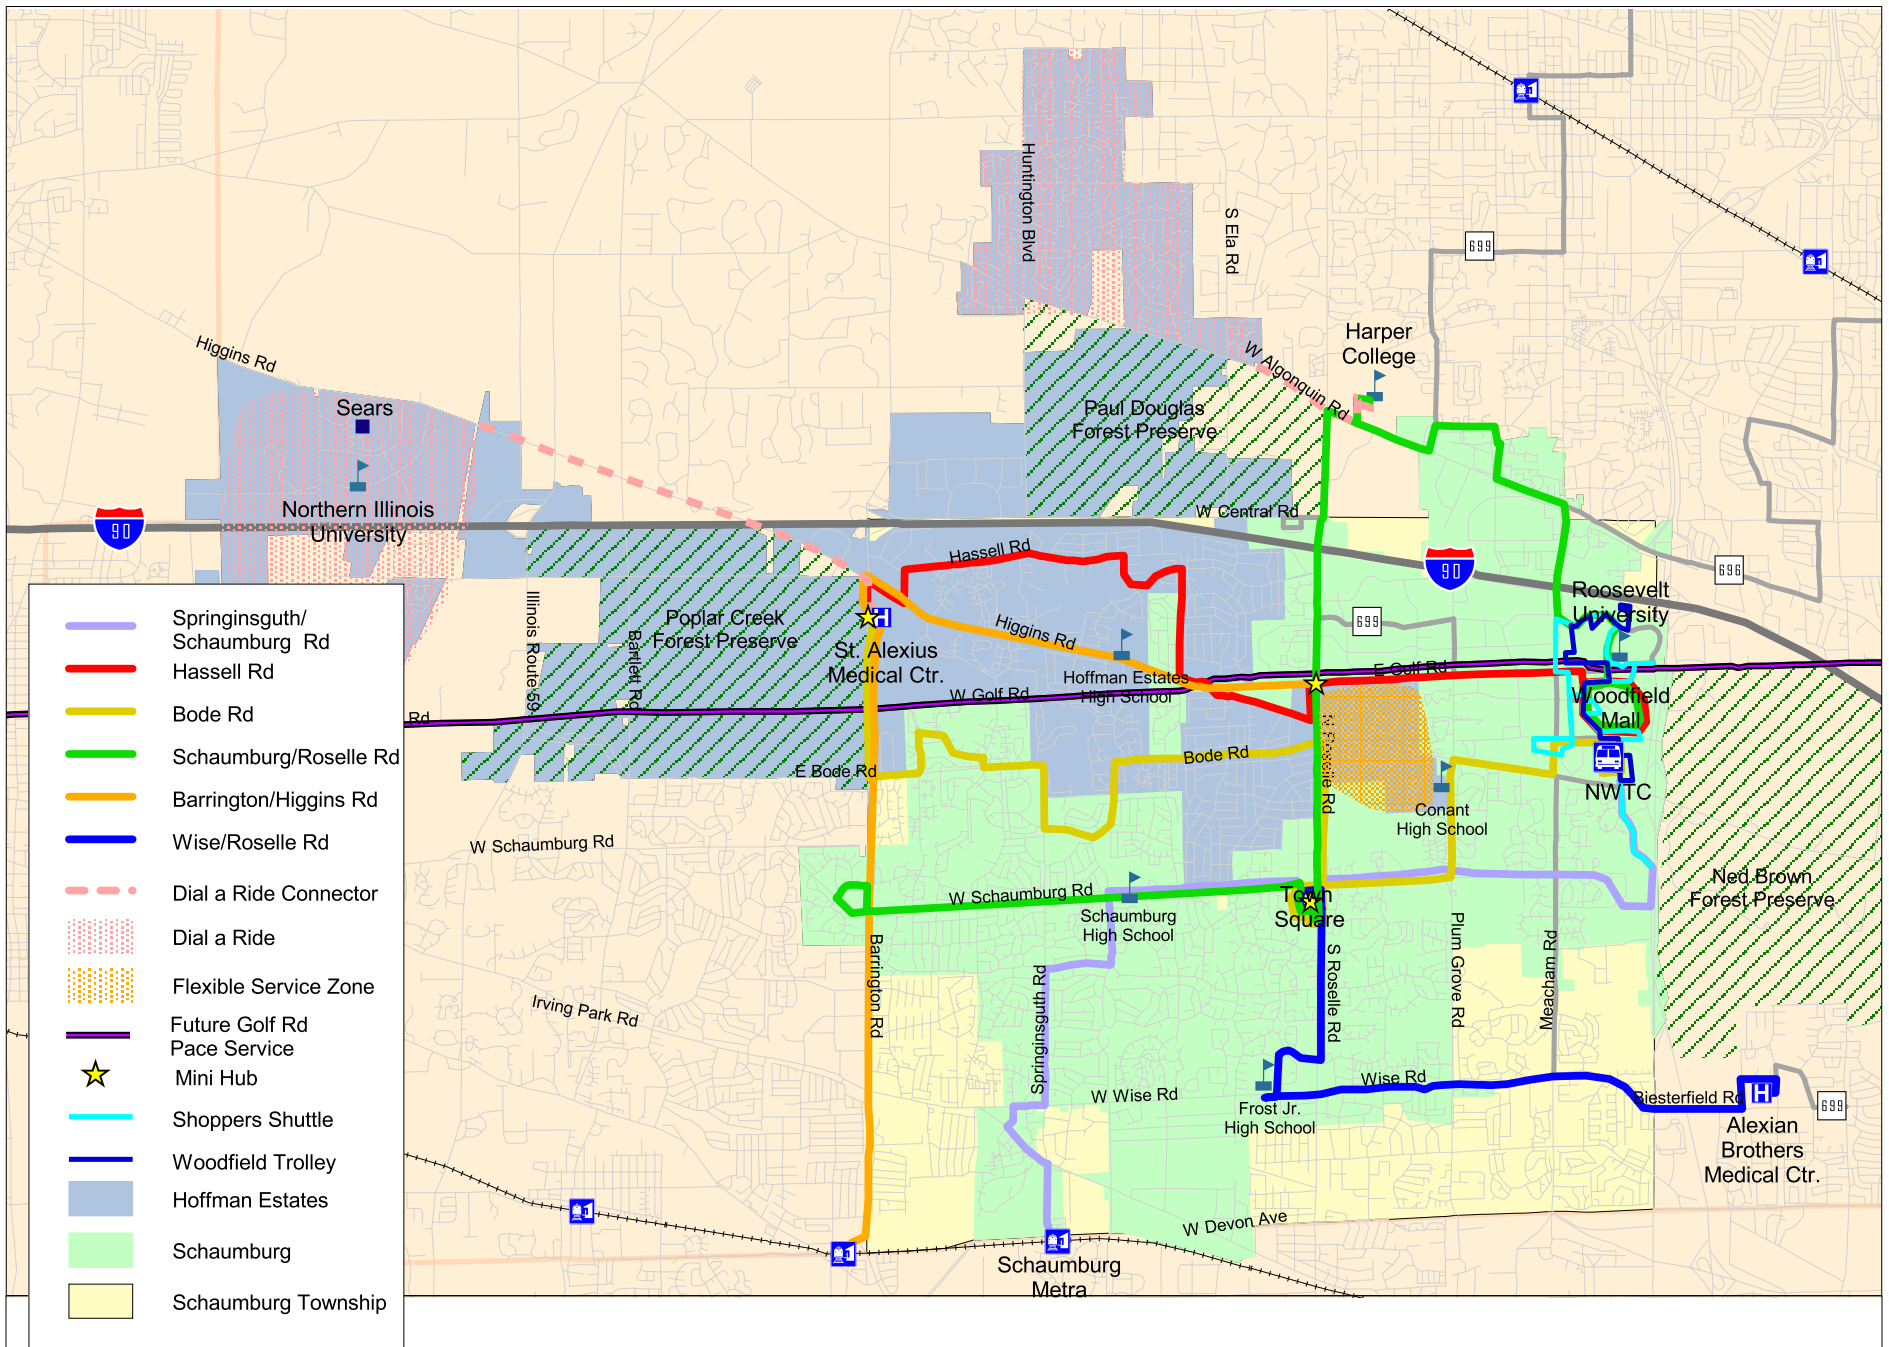 Huntington Blvd
S Ela Rd
699
Harper
College
Higgins Rd
W Algonquin Rd
Sears
Paul Douglas
Forest Preserve
Northern Illinois
University
90
W Central Rd
Hassell Rd
90
696
Roosevelt
University
Illinois Route 59
Bartlett Rd
Poplar Creek
Forest Preserve
699
Higgins Rd
St. Alexius
Medical Ctr.
Hoffman Estates
High School
E Golf Rd
W Golf Rd
Rd
Woodfield
Mall
N Roselle Rd
Bode Rd
E Bode Rd
NWTC
Conant
High School
W Schaumburg Rd
W Schaumburg Rd
Town
Square
Ned Brown
Forest Preserve
Schaumburg
High School
Barrington Rd
Springinsguth Rd
S Roselle Rd
Plum Grove Rd
Meacham Rd
Irving Park Rd
W Wise Rd
Wise Rd
Frost Jr.
High School
Biesterfield Rd
699
Alexian
Brothers
Medical Ctr.
W Devon Ave
Schaumburg
Metra
Springinsguth/
Schaumburg Rd
Hassell Rd
Bode Rd
Schaumburg/Roselle Rd
Barrington/Higgins Rd
Wise/Roselle Rd
Dial a Ride Connector
Dial a Ride
Flexible Service Zone
Future Golf Rd
Pace Service
Mini Hub
Shoppers Shuttle
Woodfield Trolley
Hoffman Estates
Schaumburg
Schaumburg Township
H
H